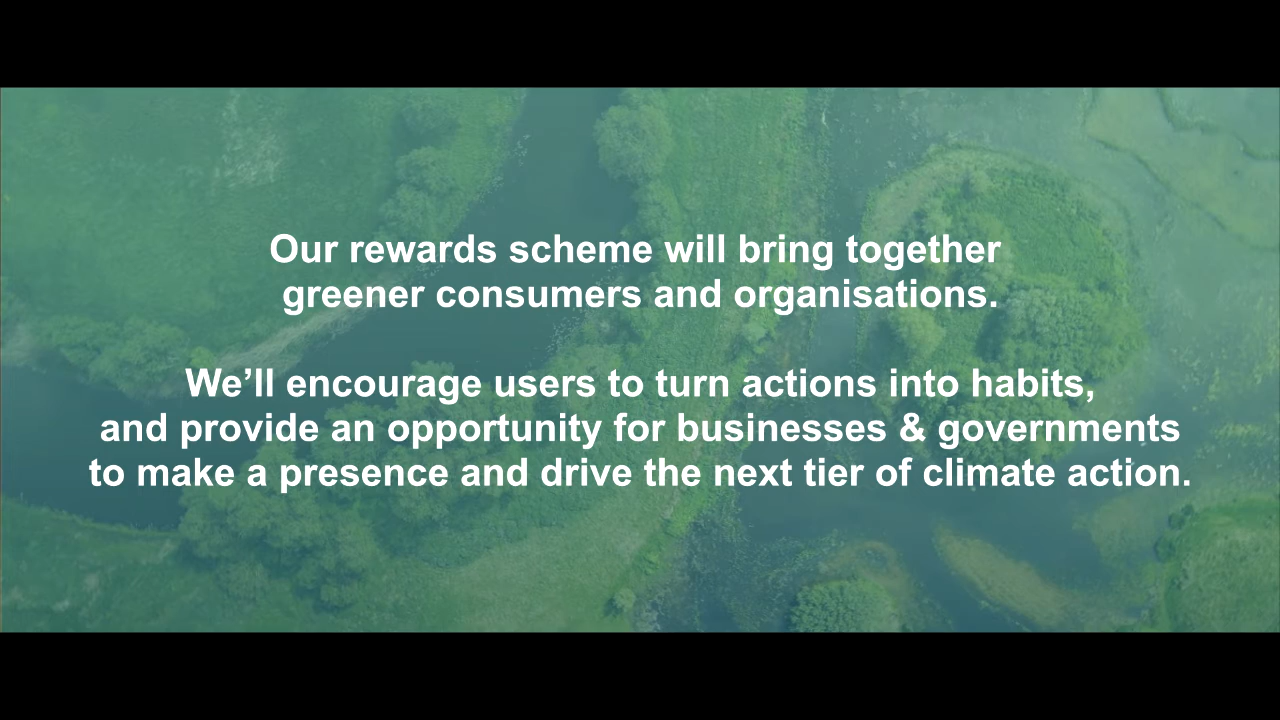 Our rewards scheme will bring together
greener consumers and organisations.
We’ll encourage users to turn actions into habits,
and provide an opportunity for businesses & governments
to make a presence and drive the next tier of climate action.